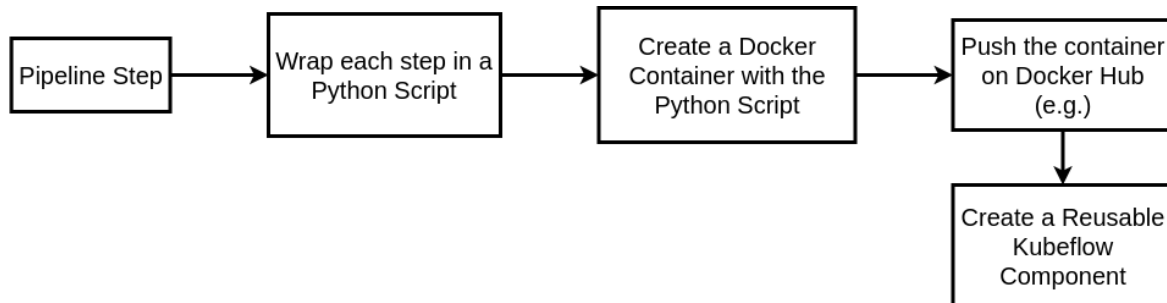 Pipeline Step
Wrap each step in a
Python Script
Create a Docker
Container with the
Python Script
Push the container
on Docker Hub
(e.g.)
Create a Reusable
Kubeflow
Component